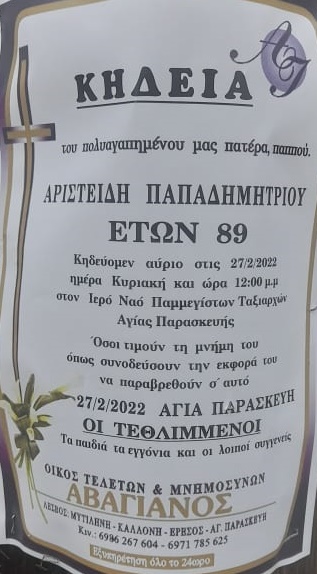 ΑΓ
ΚΗΔΕΙΑ
του πολυαγαπημένου μας πατέρα, παππού.
ΑΡΙΣΤΕΙΔΗ ΠΑΠΑΔΗΜΗΤΡΙΟΥ
ΕΤΩΝ 89
Κηδεύομεν αύριο στις 27/2/2022
ημέρα Κυριακή και ώρα 12:00 μ.μ
στον Ιερό Ναό Παμμεγίστων Ταξιαρχών
Αγίας Παρασκευής
Όσοι τιμούν τη μνήμη του
όπως συνοδεύσουν την εκφορά του
να παραβρεθούν σ' αυτό
27/2/2022 ΑΓΙΑ ΠΑΡΑΣΚΕΥΗ
ΟΙ ΤΕΘΛΙΜΜΕΝΟΙ
Τα παιδιά τα εγγόνια και οι λοιποί συγγενείς
ΟΙΚΟΣ ΤΕΛΕΤΩΝ & ΜΝΗΜΟΣΥΝΩΝ
ΑΒΑΓΙΑΝΟΣ
ΛΕΣΒΟΣ: ΜΥΤΙΛΗΝΗ - ΚΑΛΛΟΝΗ - ΕΡΗΣΟΣ - ΑΓ. ΠΑΡΑΣΚΕΥΗ
Κιν.: 6986 267 604 - 6971 785 625
Εξυπηρέτηση όλο το 24ωρο